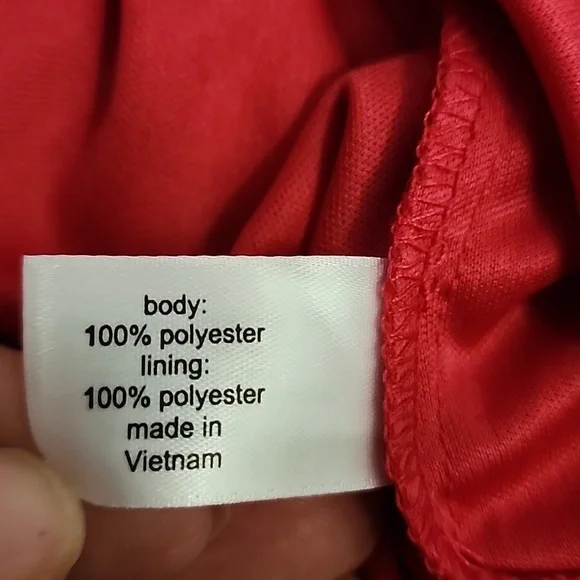 body:
100% polyester
lining:
100% polyester
made in
Vietnam